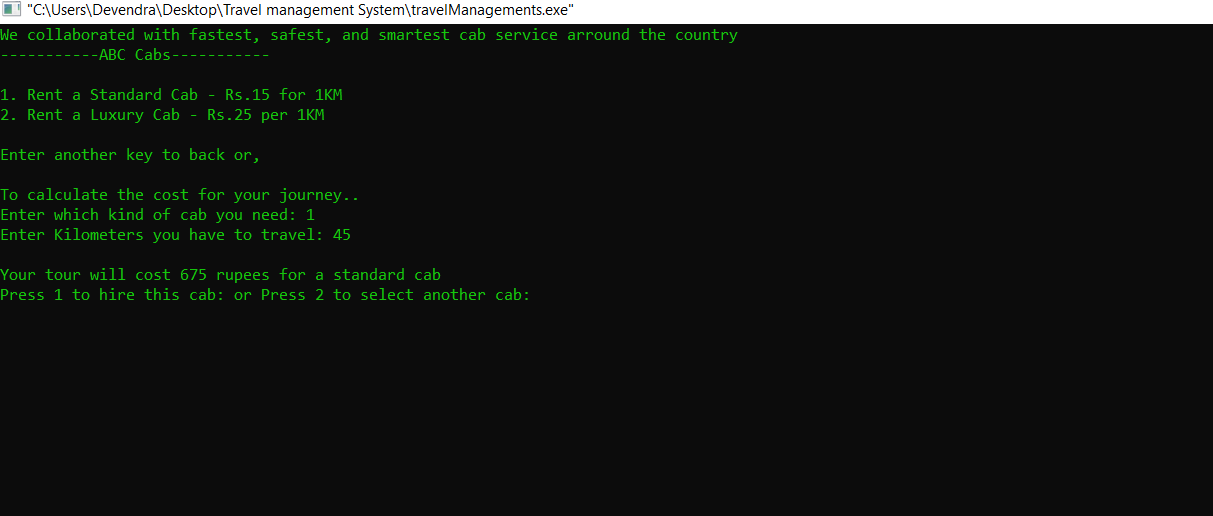 "C:\Users\Devendra\Desktop\Travel management System\travelManagements.exe"
We collaborated with fastest, safest, and smartest cab service arround the country
-----------ABC Cabs-----------
1. Rent a Standard Cab - Rs.15 for 1KM
2. Rent a Luxury Cab - Rs.25 per 1KM
Enter another key to back or,
To calculate the cost for your journey..
Enter which kind of cab you need: 1
Enter Kilometers you have to travel: 45
Your tour will cost 675 rupees for a standard cab
Press 1 to hire this cab: or Press 2 to select another cab: